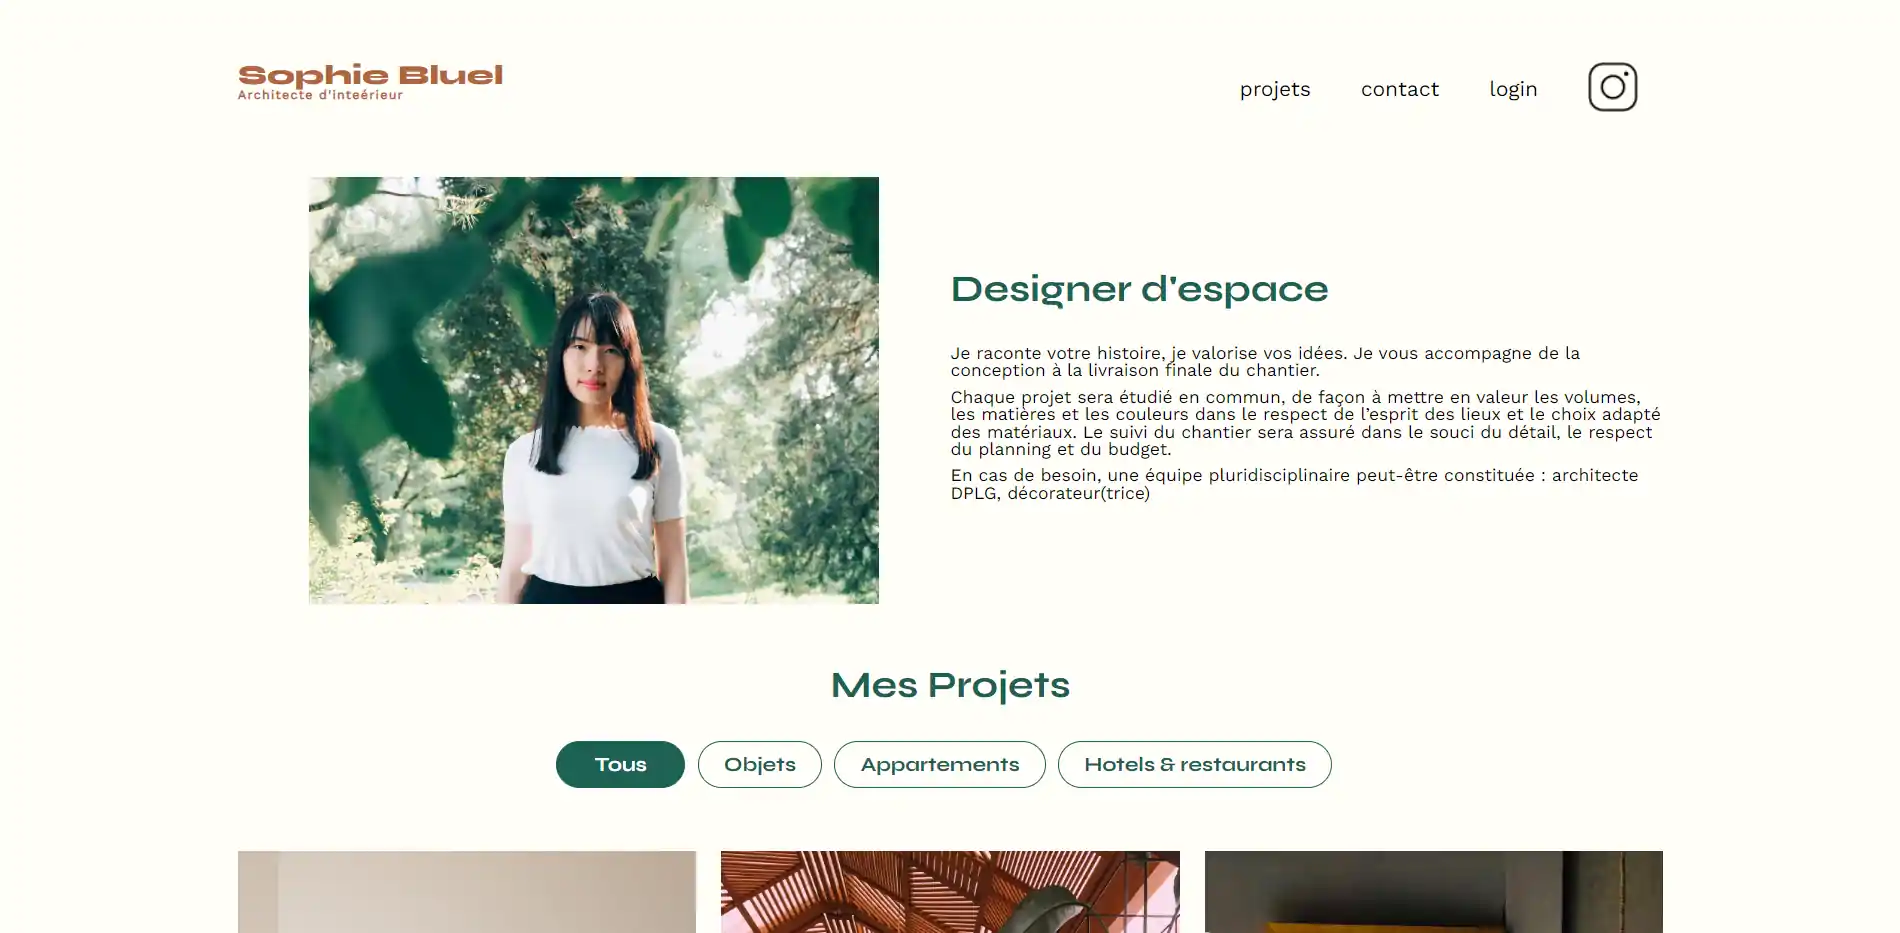 Sophie Bluel
Architecte d'inteérieur
projets
contact
login
Designer d'espace
Je raconte votre histoire, je valorise vos idées. Je vous accompagne de la
conception à la livraison finale du chantier.
Chaque projet sera étudié en commun, de façon à mettre en valeur les volumes,
les matières et les couleurs dans le respect de l’esprit des lieux et le choix adapté
des matériaux. Le suivi du chantier sera assuré dans le souci du détail, le respect
du planning et du budget.
En cas de besoin, une équipe pluridisciplinaire peut-être constituée : architecte
DPLG, décorateur(trice)
Mes Projets
Tous
Objets
Appartements
Hotels & restaurants